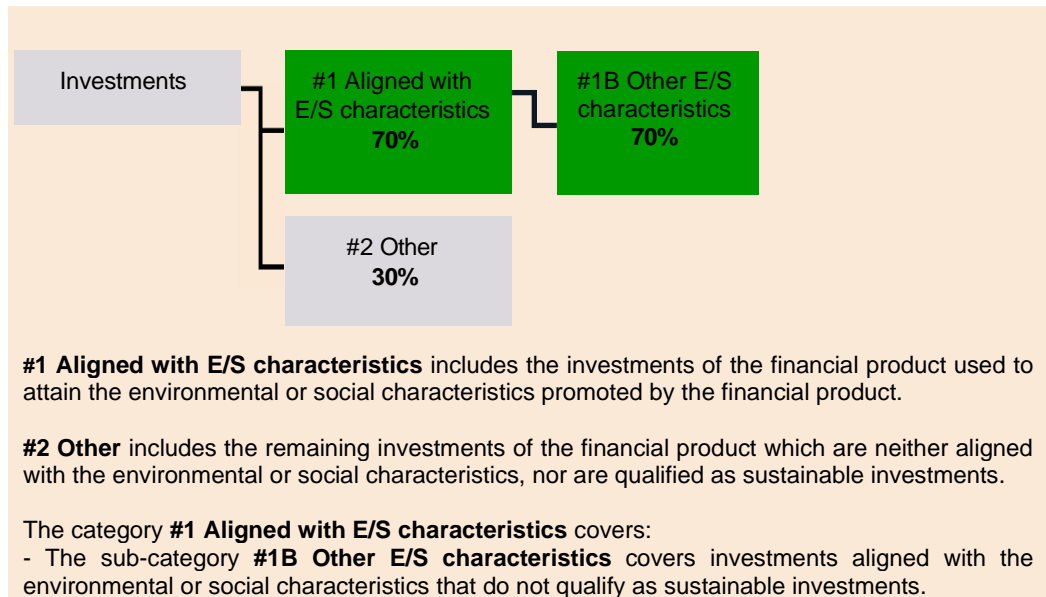 Investments
#1 Aligned with
E/S characteristics
70%
#1B Other E/S
characteristics
70%
#2 Other
30%
#1 Aligned with E/S characteristics includes the investments of the financial product used to
attain the environmental or social characteristics promoted by the financial product.
#2 Other includes the remaining investments of the financial product which are neither aligned
with the environmental or social characteristics, nor are qualified as sustainable investments.
The category #1 Aligned with E/S characteristics covers:
- The sub-category #1B Other E/S characteristics covers investments aligned with the
environmental or social characteristics that do not qualify as sustainable investments.